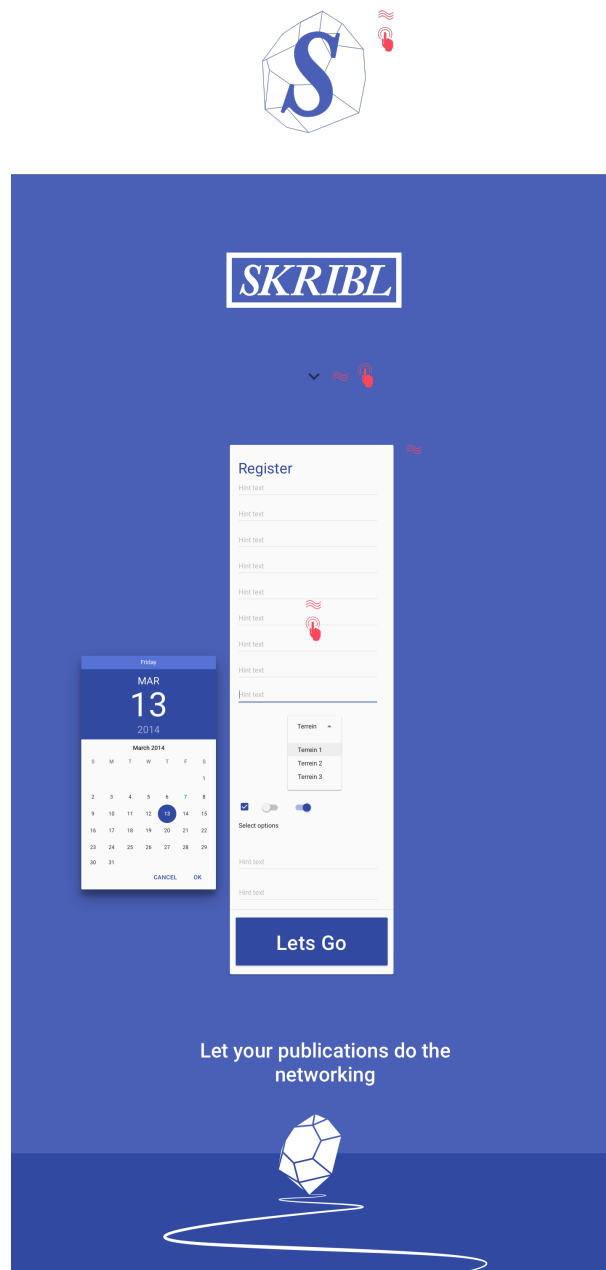 S
SKRIBL
Register
Hint text
Hint text
Hint text
Hint text
Hint text
Hint text
Hint text
Hint text
Hint text
Friday
MAR
13
2014
March 2014
S M T W T F S
1
2 3 4 5 6 7 8
9 10 11 12 13 14 15
16 17 18 19 20 21 22
23 24 25 26 27 28 29
30 31
CANCEL OK
Terrein
Terrein 1
Terrein 2
Terrein 3
Select options
Hint text
Hint text
Lets Go
Let your publications do the
networking